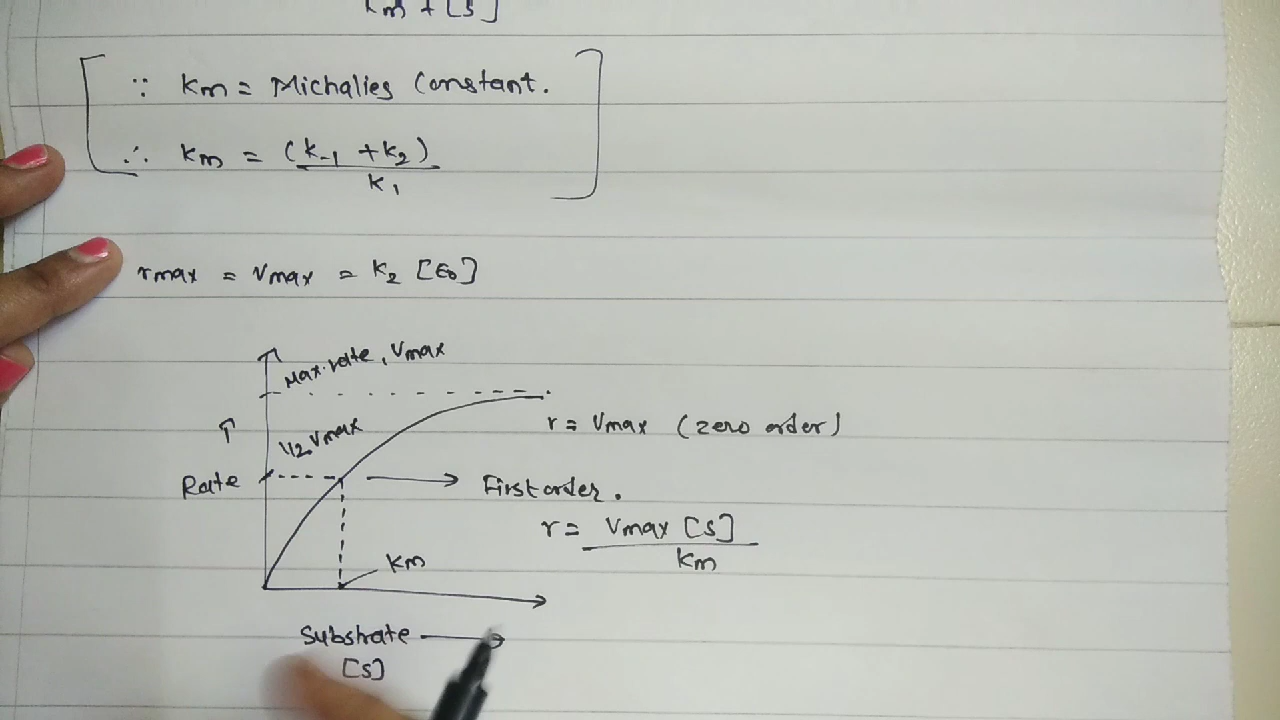 Km + [S]
∵ Km = Michalies Constant.
∴ Km = (k-1 + k2)
k1
rmax = Vmax = k2 [E0]
Max. rate, Vmax
r = Vmax (zero order)
1/2 Vmax
Rate
First order.
r = Vmax [S]
Km
Km
Substrate
[S]